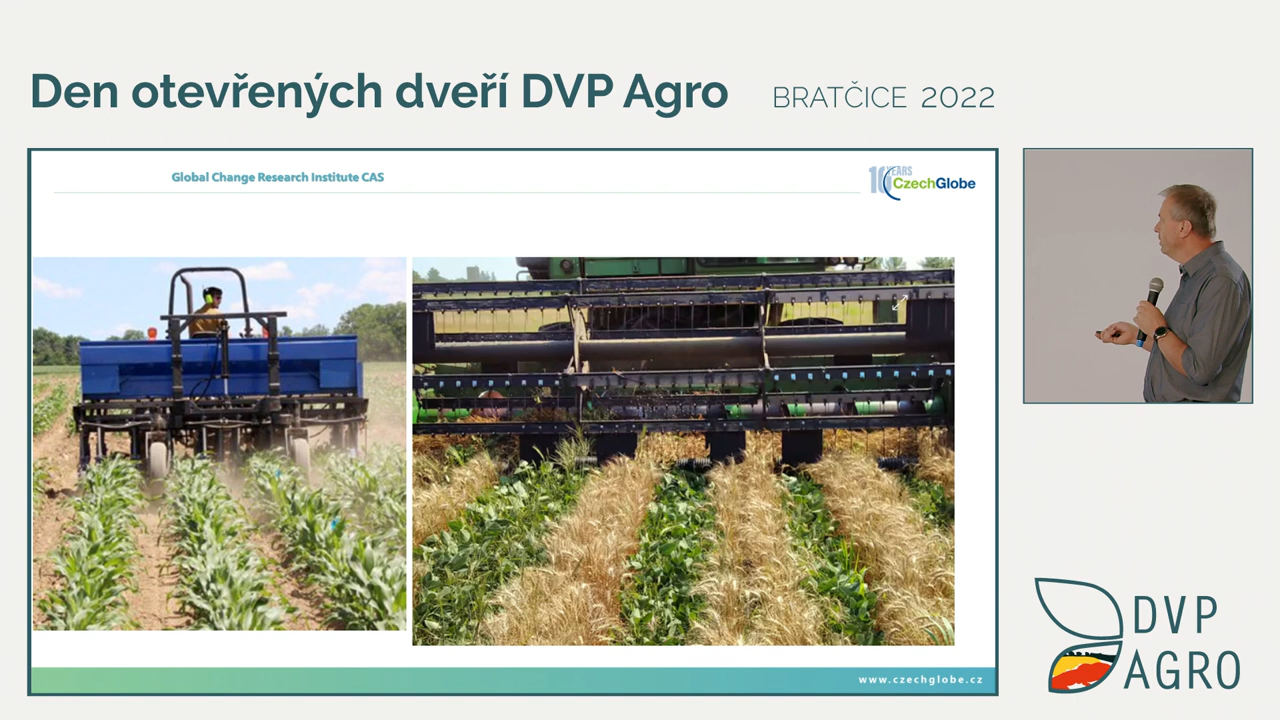 Den otevřených dveří DVP Agro BRATČICE 2022
Global Change Research Institute CAS
10 YEARS
CzechGlobe
www.czechglobe.cz
DVP
AGRO